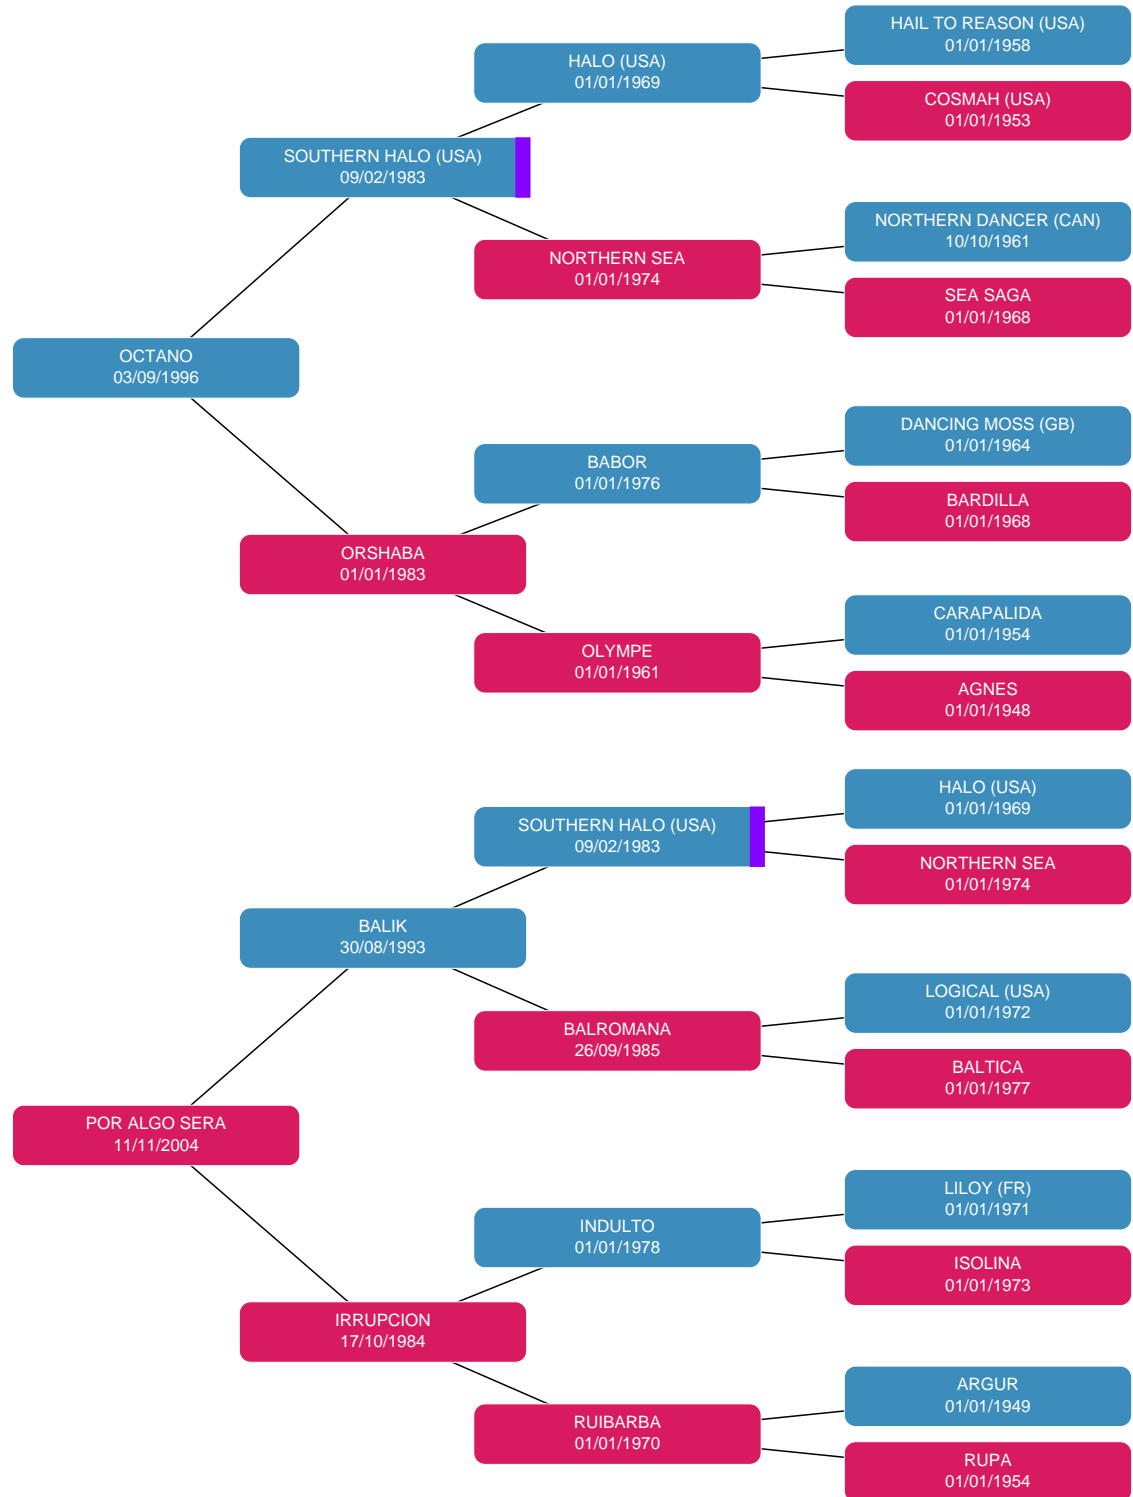 HAIL TO REASON (USA)
01/01/1958
HALO (USA)
01/01/1969
COSMAH (USA)
01/01/1953
SOUTHERN HALO (USA)
09/02/1983
NORTHERN DANCER (CAN)
10/10/1961
NORTHERN SEA
01/01/1974
SEA SAGA
01/01/1968
OCTANO
03/09/1996
DANCING MOSS (GB)
01/01/1964
BABOR
01/01/1976
BARDILLA
01/01/1968
ORSHABA
01/01/1983
CARAPALIDA
01/01/1954
OLYMPE
01/01/1961
AGNES
01/01/1948
HALO (USA)
01/01/1969
SOUTHERN HALO (USA)
09/02/1983
NORTHERN SEA
01/01/1974
BALIK
30/08/1993
LOGICAL (USA)
01/01/1972
BALROMANA
26/09/1985
BALTICA
01/01/1977
POR ALGO SERA
11/11/2004
LILOY (FR)
01/01/1971
INDULTO
01/01/1978
ISOLINA
01/01/1973
IRRUPCION
17/10/1984
ARGUR
01/01/1949
RUIBARBA
01/01/1970
RUPA
01/01/1954